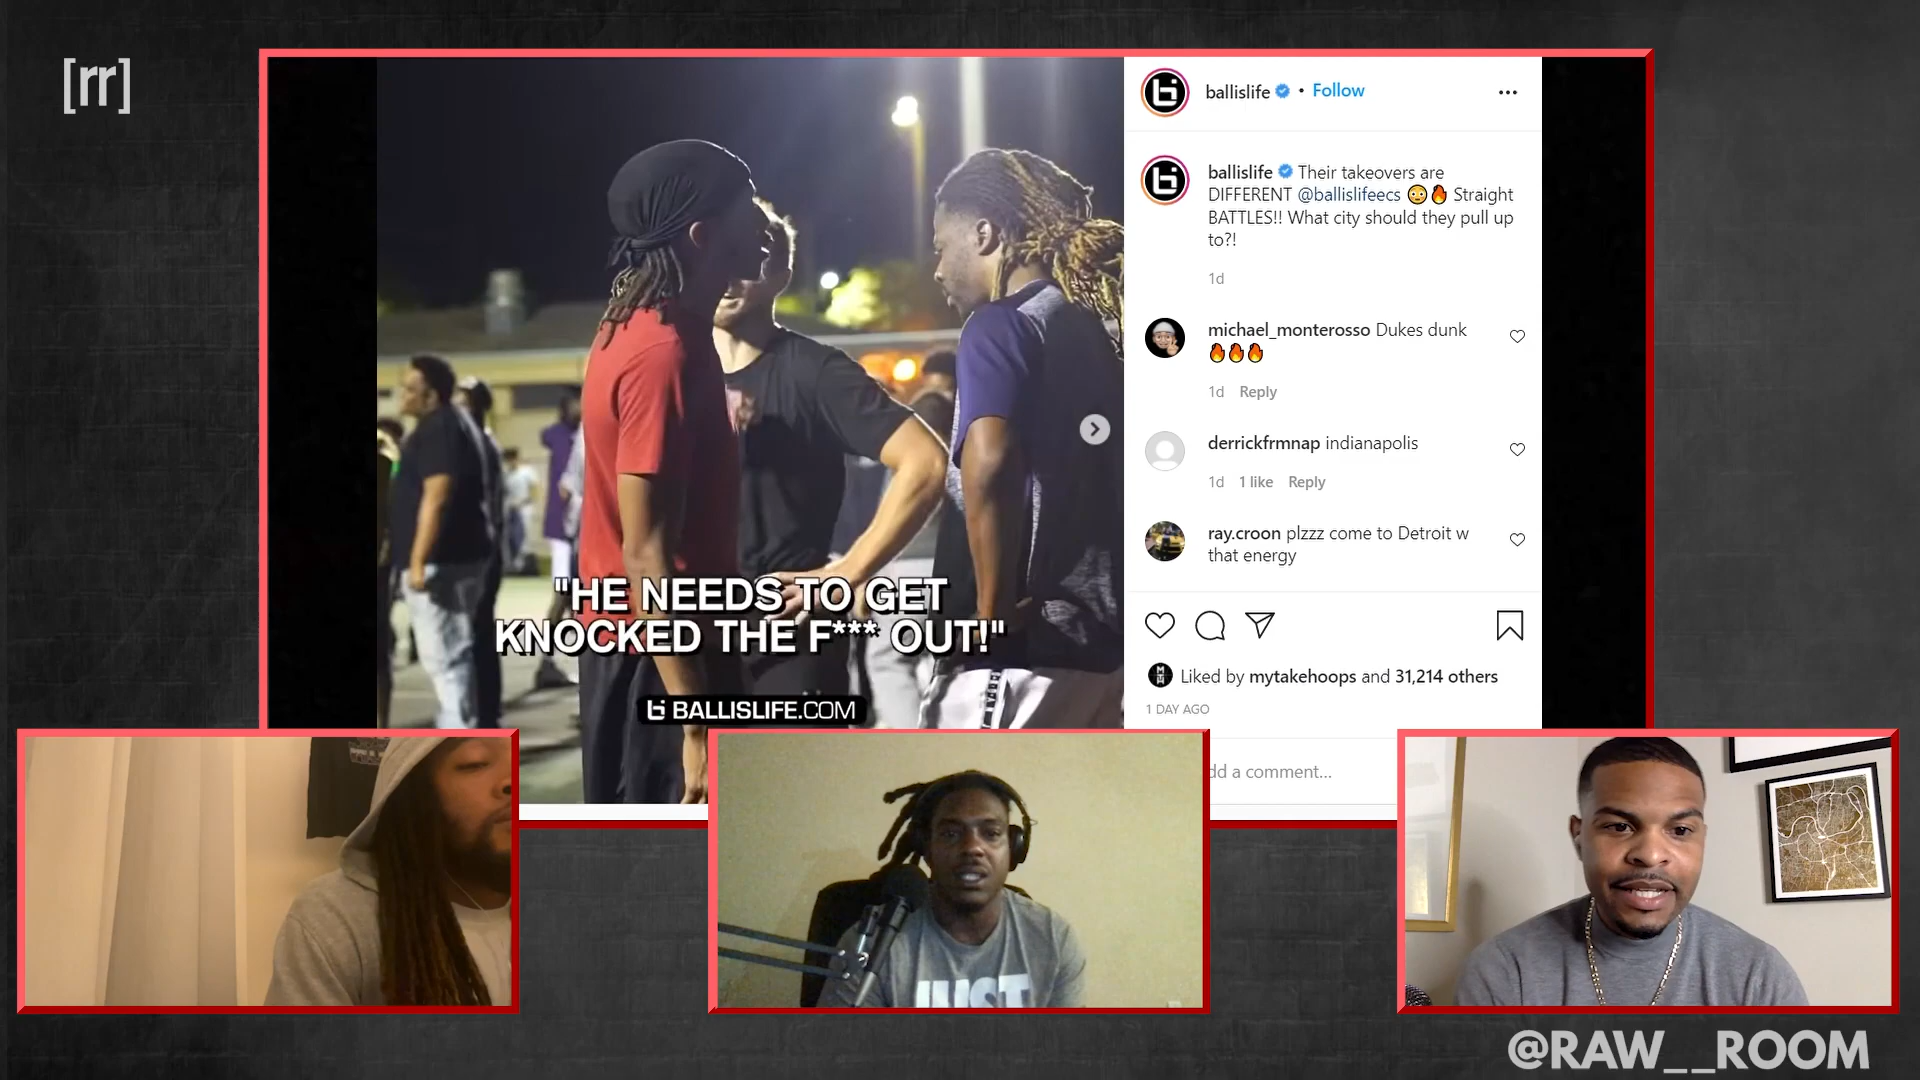 [rr]
ballislife • Follow
ballislife Their takeovers are
DIFFERENT @ballislifeecs 😳🔥 Straight
BATTLES!! What city should they pull up
to?!
1d
michael_monterosso Dukes dunk
🔥🔥🔥
1d Reply
derrickfrmnap indianapolis
1d 1 like Reply
ray.croon plzzz come to Detroit w
that energy
"HE NEEDS TO GET
KNOCKED THE F*** OUT!"
BALLISLIFE.COM
Liked by mytakehoops and 31,214 others
1 DAY AGO
dd a comment...
JUST
@RAW__ROOM